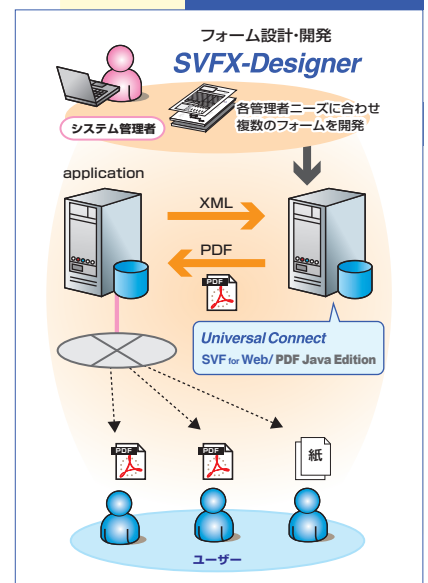 フォーム設計・開発
SVFX-Designer
各管理者ニーズに合わせ
複数のフォームを開発
システム管理者
application
XML
PDF
PDF
Universal Connect
SVF for Web/ PDF Java Edition
PDF
PDF
紙
ユーザー